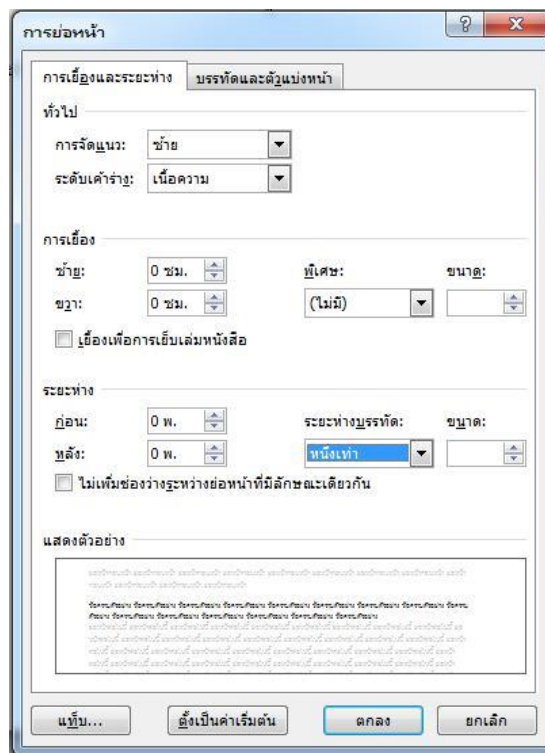 การย่อหน้า
?
X
การเยื้องและระยะห่าง บรรทัดและตัวแบ่งหน้า
ทั่วไป
การจัดแนว: ซ้าย
ระดับเค้าร่าง: เนื้อความ
การเยื้อง
ซ้าย: 0 ซม. พิเศษ: ขนาด:
ขวา: 0 ซม. (ไม่มี)
เยื้องเพื่อการเย็บเล่มหนังสือ
ระยะห่าง
ก่อน: 0 พ. ระยะห่างบรรทัด: ขนาด:
หลัง: 0 พ. หนึ่งเท่า
ไม่เพิ่มช่องว่างระหว่างย่อหน้าที่มีลักษณะเดียวกัน
แสดงตัวอย่าง
แท็บ... ตั้งเป็นค่าเริ่มต้น ตกลง ยกเลิก